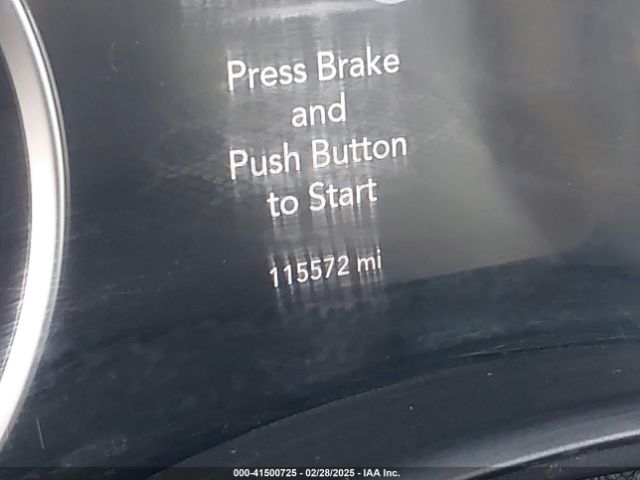 Press Brake
and
Push Button
to Start
115572 mi
000-41500725 - 02/28/2025 - IAA Inc.